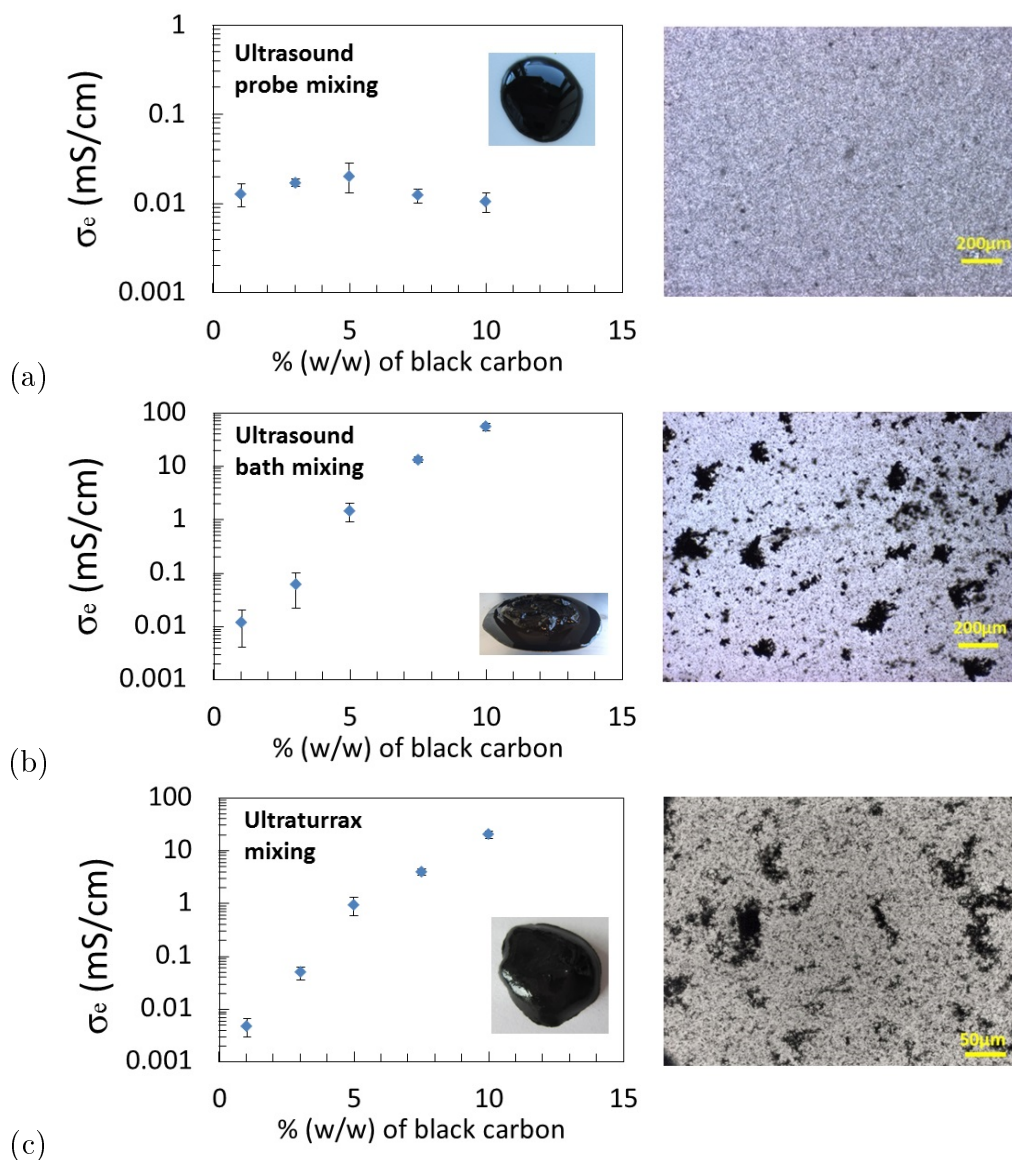 1
0.1
0.01
0.001
σe (mS/cm)
Ultrasound
probe mixing
200µm
0 5 10 15
% (w/w) of black carbon
(a)
100
10
1
0.1
0.01
0.001
σe (mS/cm)
Ultrasound
bath mixing
200µm
0 5 10 15
% (w/w) of black carbon
(b)
100
10
1
0.1
0.01
0.001
σe (mS/cm)
Ultraturrax
mixing
50µm
0 5 10 15
% (w/w) of black carbon
(c)